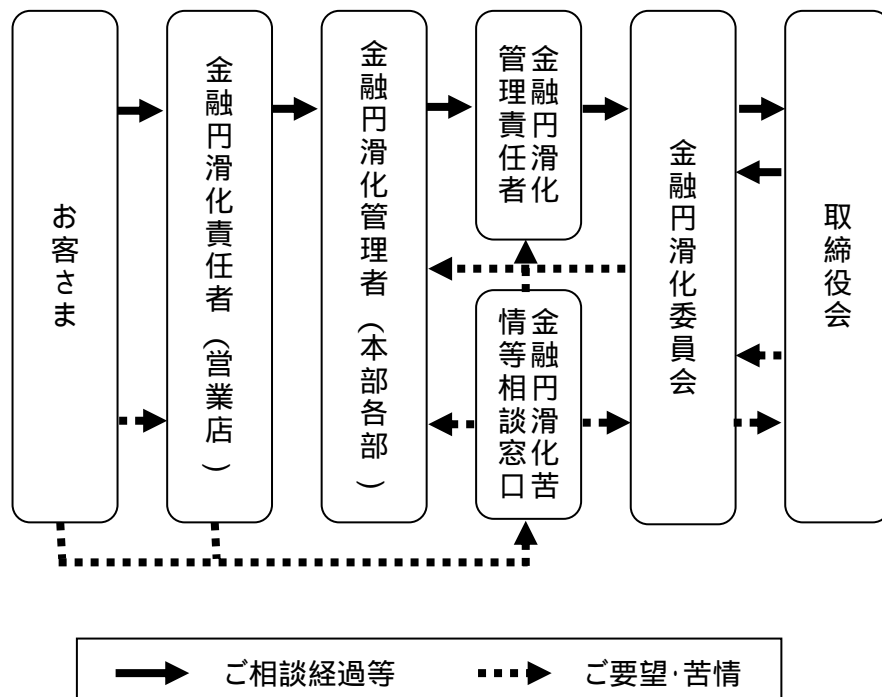 お客さま
金融円滑化責任者（営業店）
金融円滑化管理者（本部各部）
金融円滑化
管理責任者
金融円滑化苦
情等相談窓口
金融円滑化委員会
取締役会
ご相談経過等
ご要望・苦情